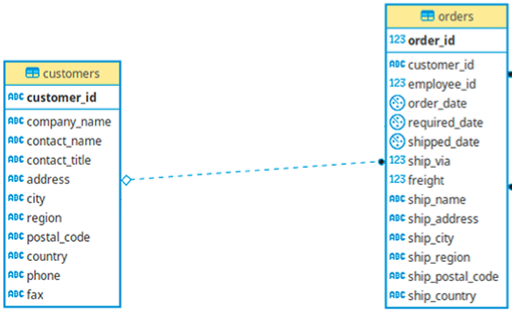 customers
ABC customer_id
ABC company_name
ABC contact_name
ABC contact_title
ABC address
ABC city
ABC region
ABC postal_code
ABC country
ABC phone
ABC fax
orders
123 order_id
ABC customer_id
123 employee_id
order_date
required_date
shipped_date
123 ship_via
123 freight
ABC ship_name
ABC ship_address
ABC ship_city
ABC ship_region
ABC ship_postal_code
ABC ship_country